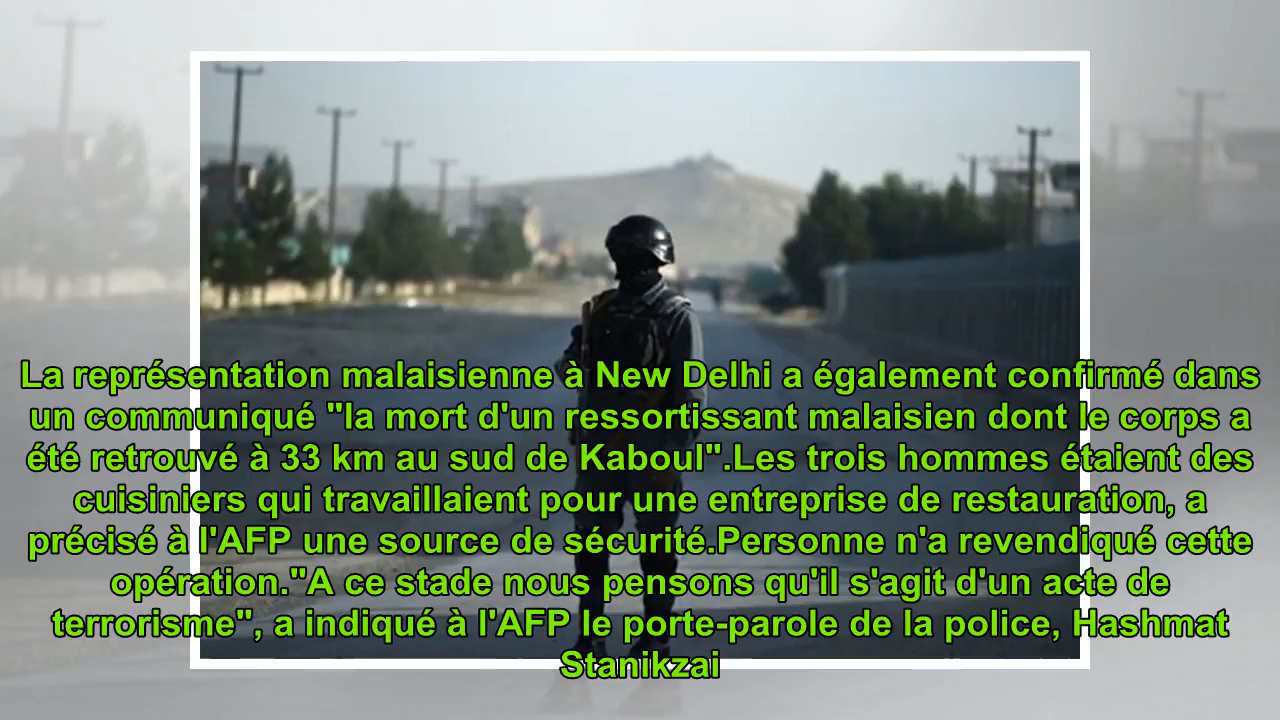 La représentation malaisienne à New Delhi a également confirmé dans
un communiqué "la mort d'un ressortissant malaisien dont le corps a
été retrouvé à 33 km au sud de Kaboul".Les trois hommes étaient des
cuisiniers qui travaillaient pour une entreprise de restauration, a
précisé à l'AFP une source de sécurité.Personne n'a revendiqué cette
opération."A ce stade nous pensons qu'il s'agit d'un acte de
terrorisme", a indiqué à l'AFP le porte-parole de la police, Hashmat
Stanikzai